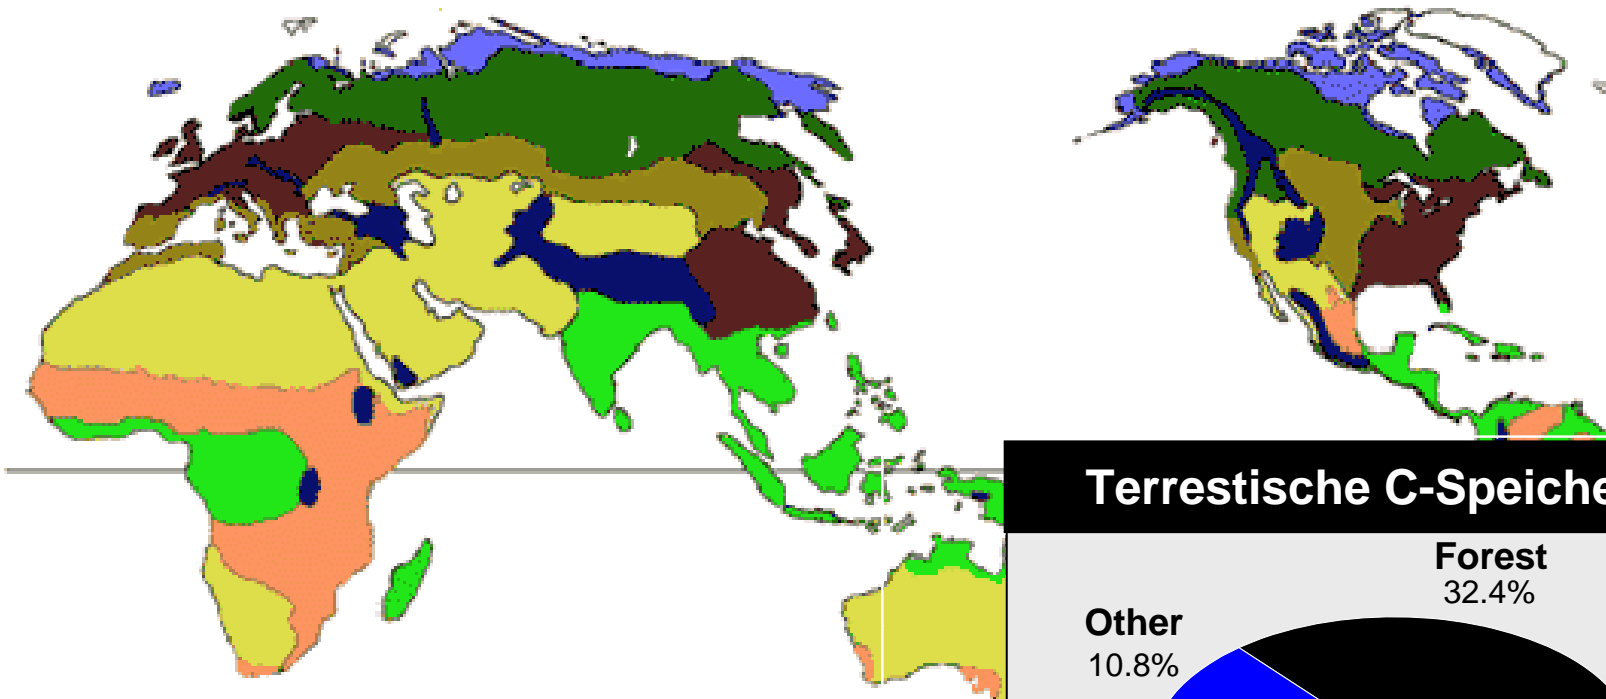 Terrestische C-Speiche
Forest
32.4%
Other
10.8%